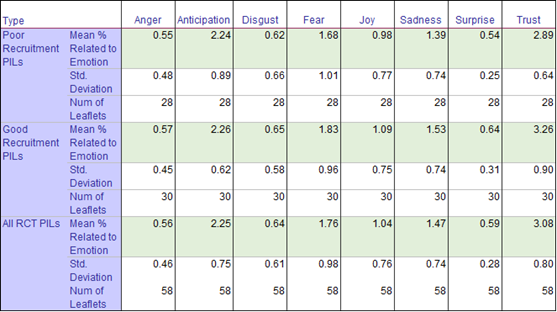 Type Anger Anticipation Disgust Fear Joy Sadness Surprise Trust
Poor Recruitment PILs Mean % Related to Emotion 0.55 2.24 0.62 1.68 0.98 1.39 0.54 2.89
Std. Deviation 0.48 0.89 0.66 1.01 0.77 0.74 0.25 0.64
Num of Leaflets 28 28 28 28 28 28 28 28
Good Recruitment PILs Mean % Related to Emotion 0.57 2.26 0.65 1.83 1.09 1.53 0.64 3.26
Std. Deviation 0.45 0.62 0.58 0.96 0.75 0.74 0.31 0.90
Num of Leaflets 30 30 30 30 30 30 30 30
All RCT PILs Mean % Related to Emotion 0.56 2.25 0.64 1.76 1.04 1.47 0.59 3.08
Std. Deviation 0.46 0.75 0.61 0.98 0.76 0.74 0.28 0.80
Num of Leaflets 58 58 58 58 58 58 58 58